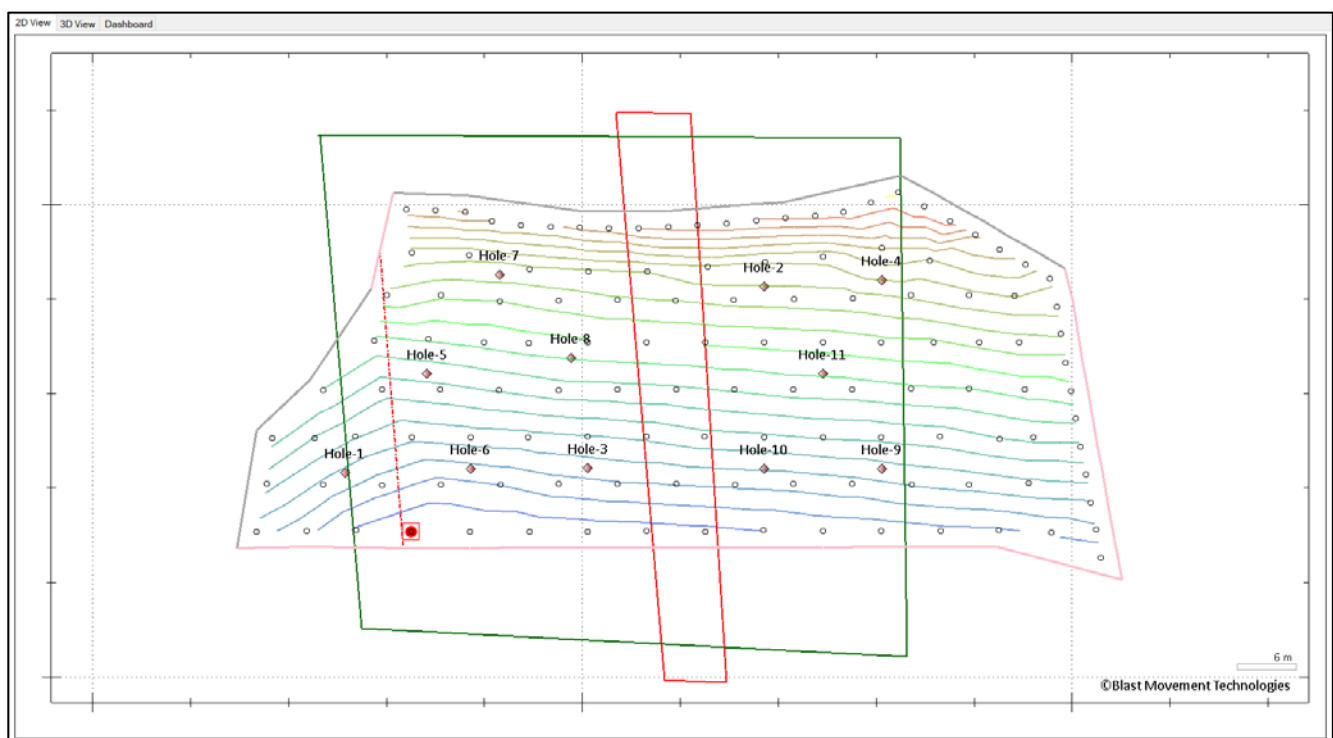 2D View 3D View Dashboard
Hole-7
Hole-2
Hole-4
Hole-8
Hole-5
Hole-11
Hole-1
Hole-6
Hole-3
Hole-10
Hole-9
6 m
©Blast Movement Technologies